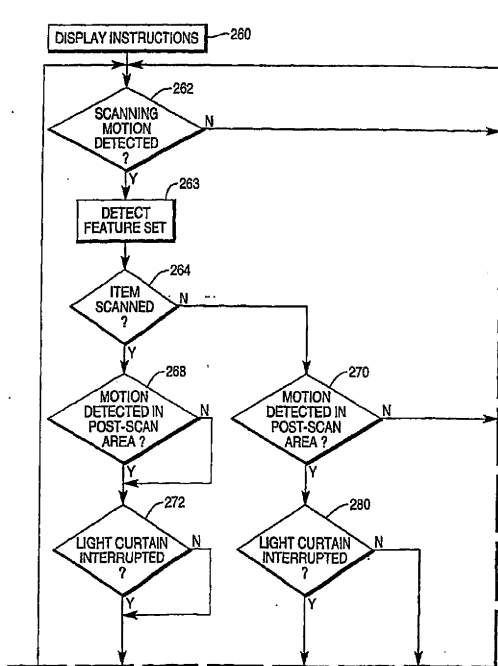 DISPLAY INSTRUCTIONS
260
262
SCANNING
MOTION
DETECTED
?
N
Y
263
DETECT
FEATURE SET
264
ITEM
SCANNED
?
N
Y
268
MOTION
DETECTED IN
POST-SCAN
AREA ?
N
Y
270
MOTION
DETECTED IN
POST-SCAN
AREA ?
N
Y
272
LIGHT CURTAIN
INTERRUPTED
?
N
Y
280
LIGHT CURTAIN
INTERRUPTED
?
N
Y